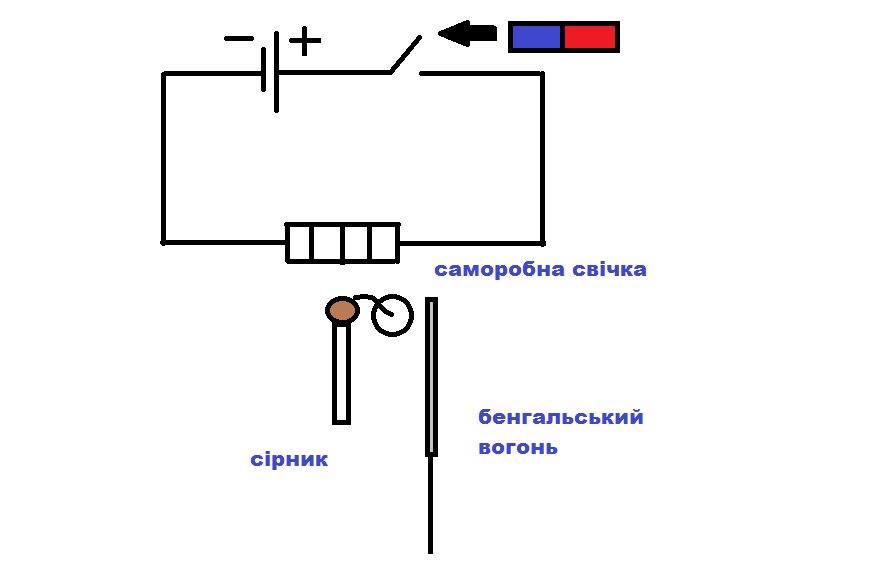 − +
саморобна свічка
бенгальський
вогонь
сірник